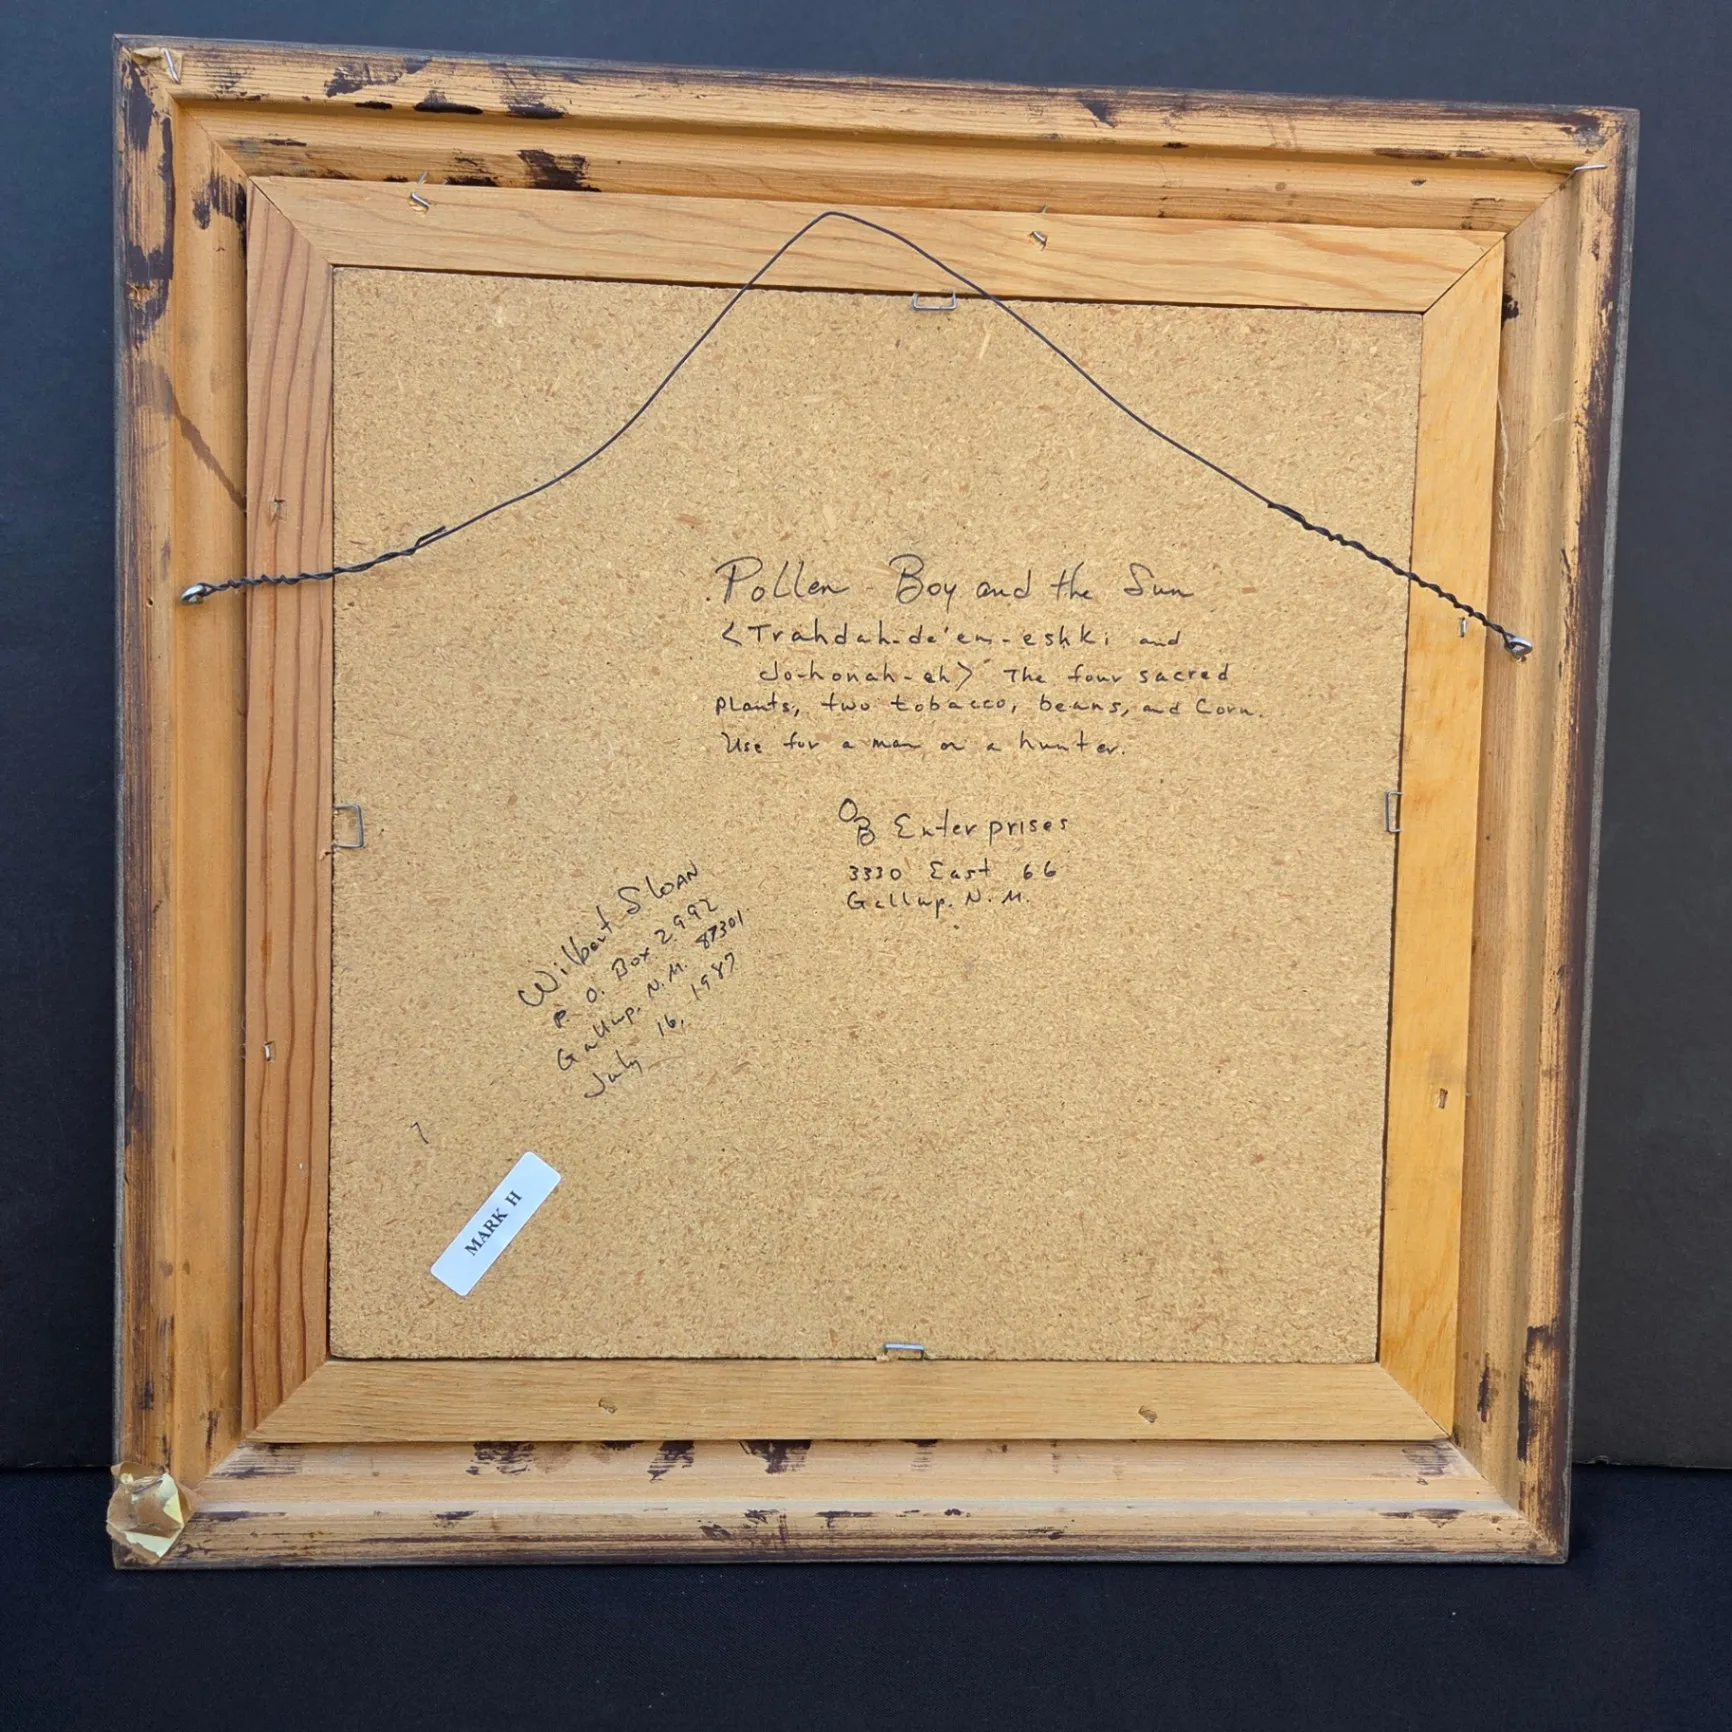 Pollen Boy and the Sun
<Trahdah-de'en-eshki and
Jo-honah-eh> The four sacred
plants, two tobacco, beans, and Corn.
Use for a man or a hunter.
OB Enterprises
3330 East 66
Gallup. N. M.
Wilbert Sloan
P. O. Box 2992
Gallup. N. M. 87301
July 16, 1987
MARK H